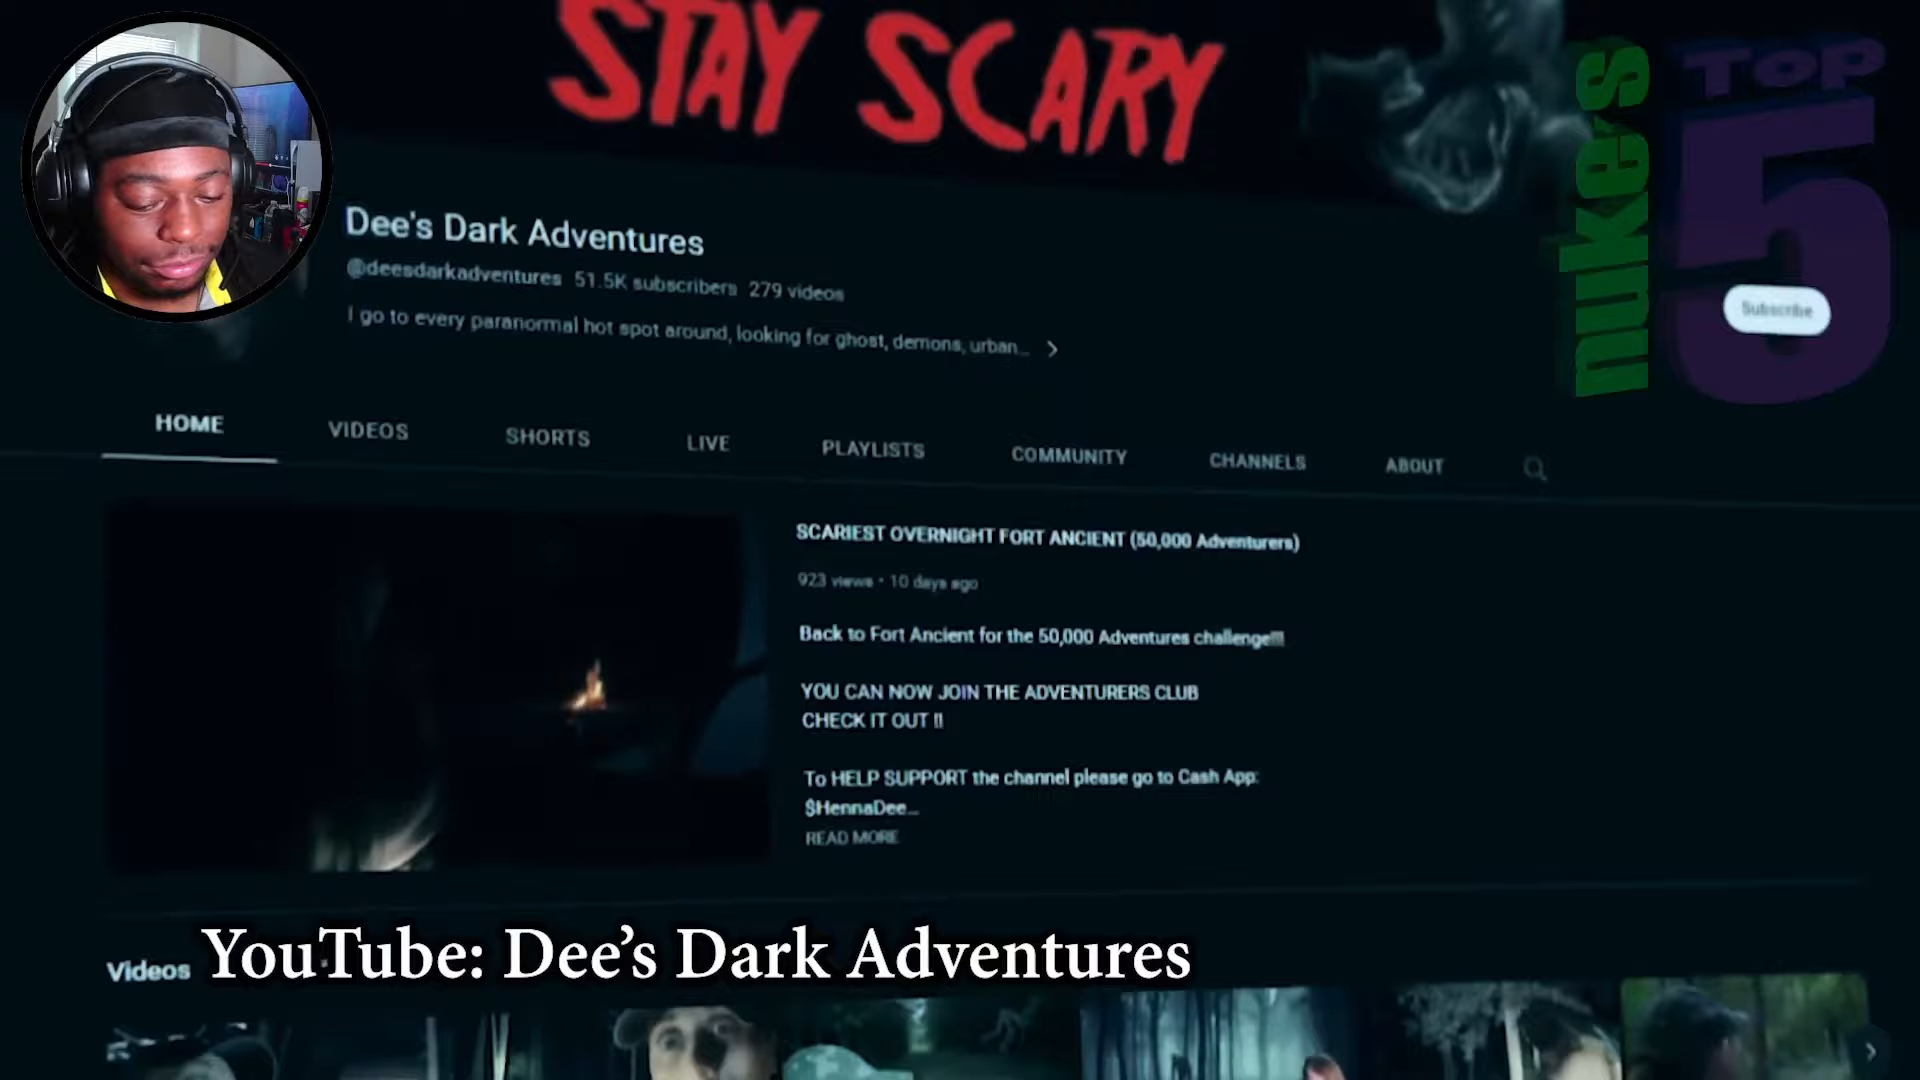 STAY SCARY
nuke's
TOP
5
Dee's Dark Adventures
@deesdarkadventures 51.5K subscribers 279 videos
I go to every paranormal hot spot around, looking for ghost, demons, urban...
Subscribe
HOME VIDEOS SHORTS LIVE PLAYLISTS COMMUNITY CHANNELS ABOUT
SCARIEST OVERNIGHT FORT ANCIENT (50,000 Adventurers)
923 views • 10 days ago
Back to Fort Ancient for the 50,000 Adventures challenge!!!
YOU CAN NOW JOIN THE ADVENTURERS CLUB
CHECK IT OUT !!
To HELP SUPPORT the channel please go to Cash App:
$HennaDee...
READ MORE
Videos
YouTube: Dee’s Dark Adventures